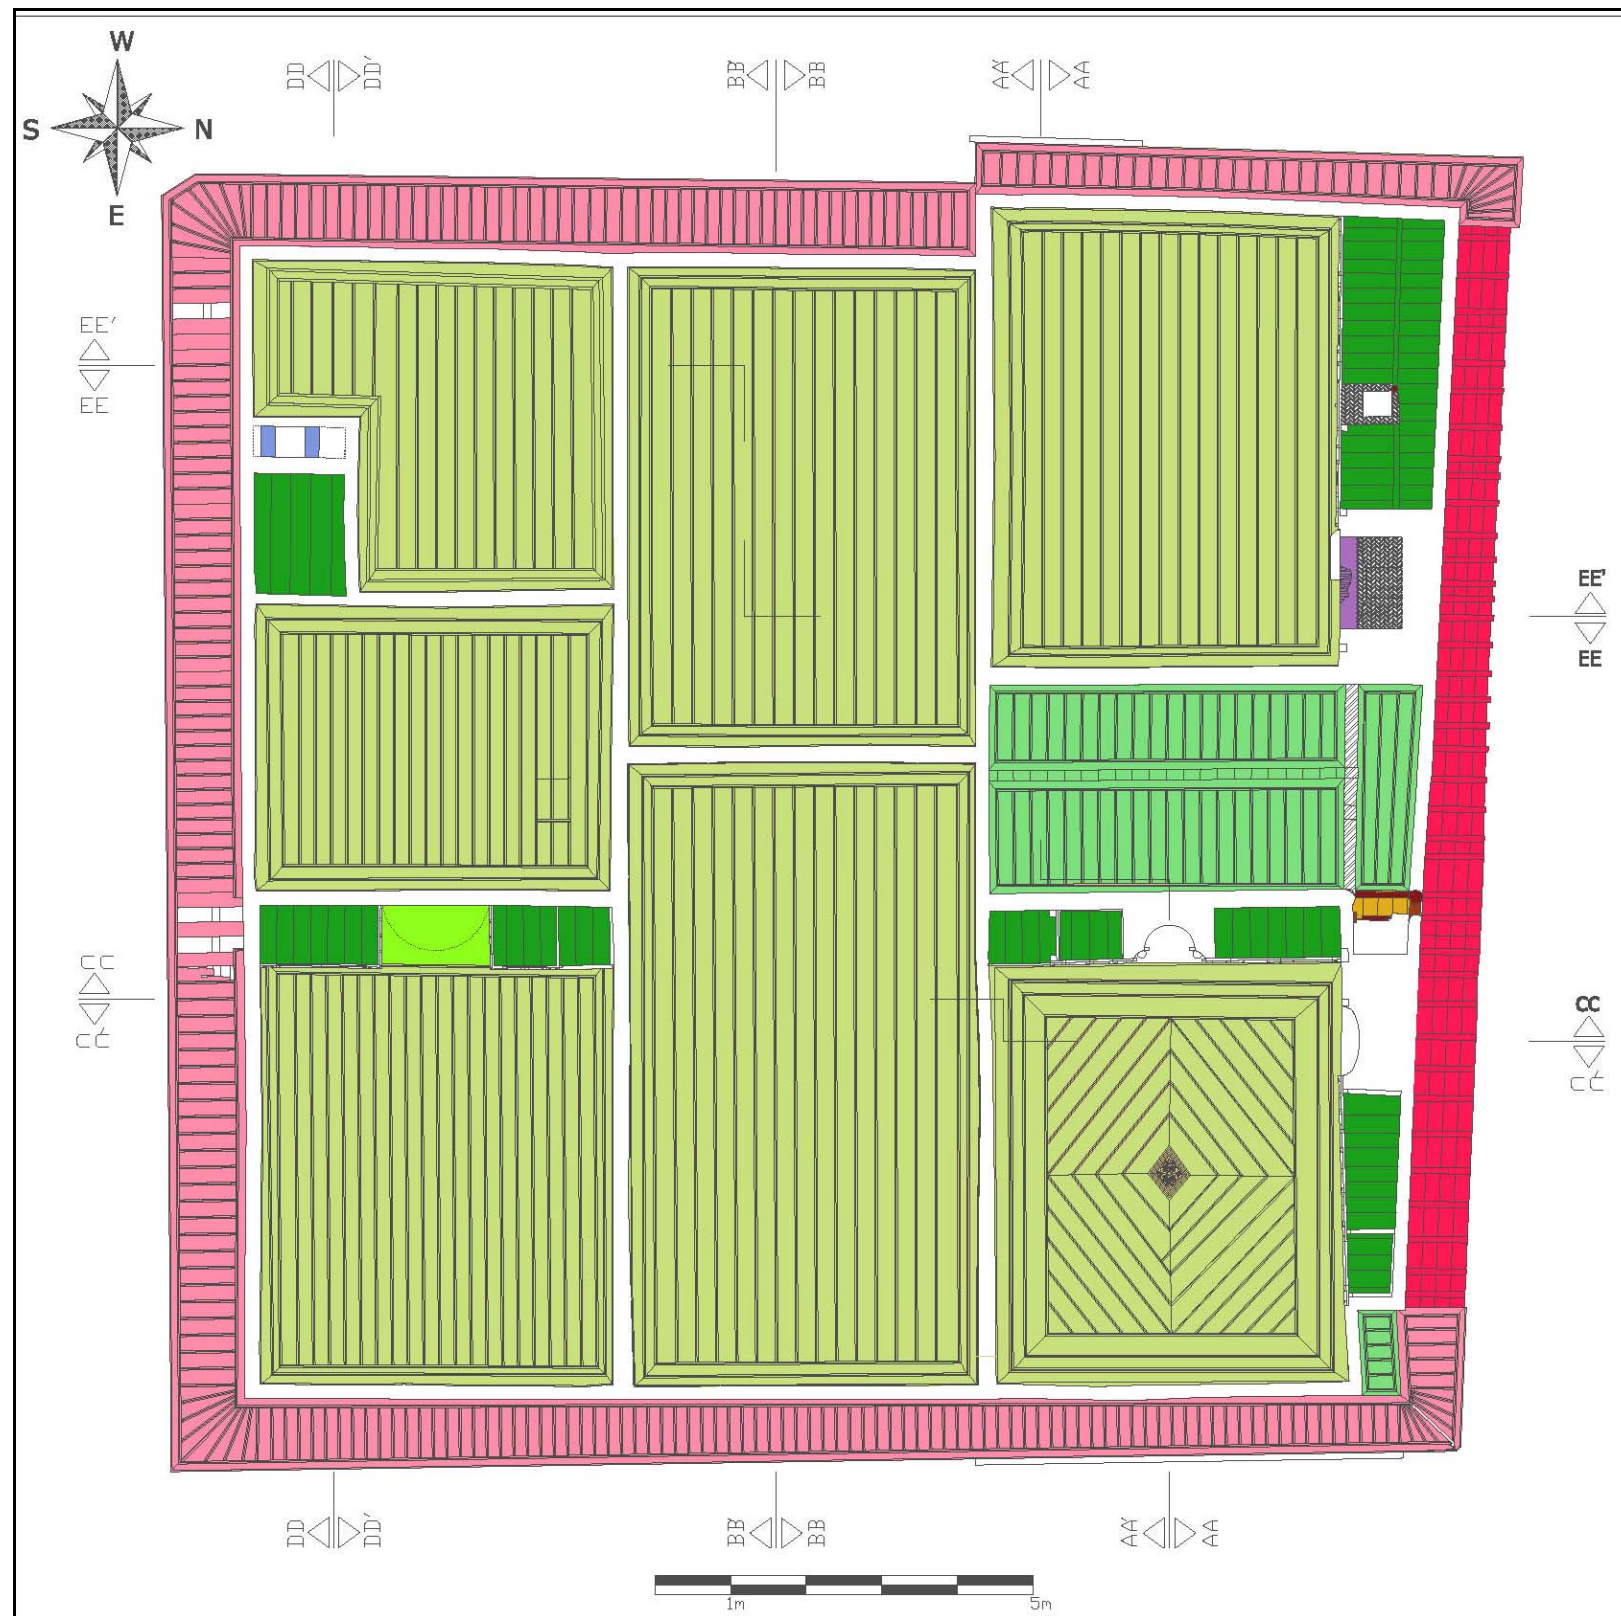 W
S N
E
DD DD'
BB' BB
AA' AA
EE'
EE
EE'
EE
CC
CC'
CC
CC'
DD DD'
BB' BB
AA' AA
1m 5m